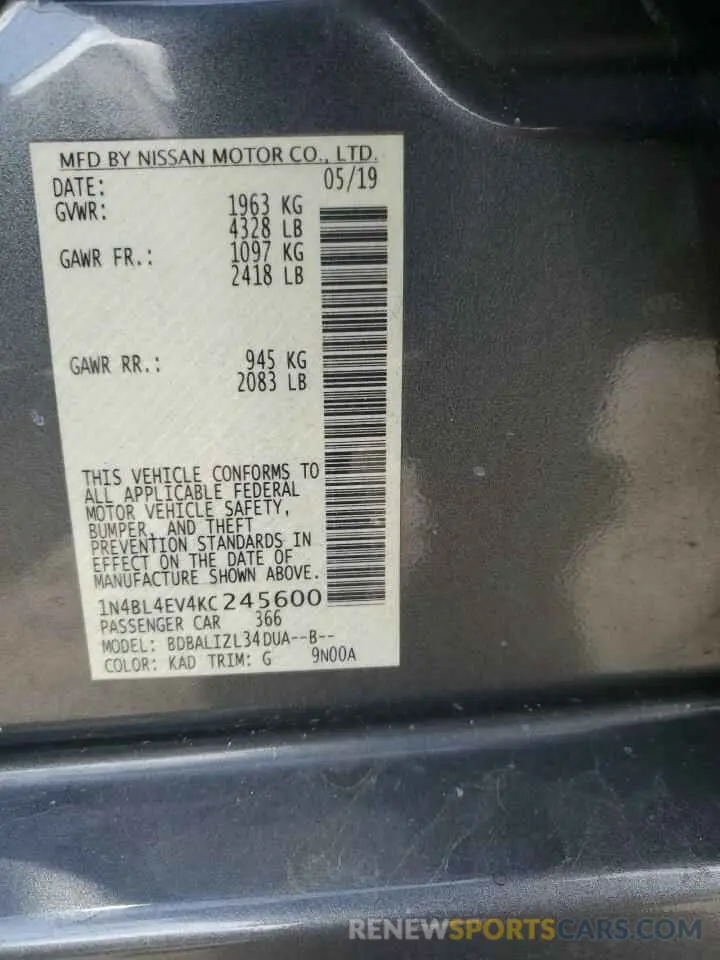 MFD BY NISSAN MOTOR CO., LTD.
DATE: 05/19
GVWR: 1963 KG
4328 LB
GAWR FR.: 1097 KG
2418 LB
GAWR RR.: 945 KG
2083 LB
THIS VEHICLE CONFORMS TO
ALL APPLICABLE FEDERAL
MOTOR VEHICLE SAFETY,
BUMPER, AND THEFT
PREVENTION STANDARDS IN
EFFECT ON THE DATE OF
MANUFACTURE SHOWN ABOVE.
1N4BL4EV4KC245600
PASSENGER CAR 366
MODEL: BDBALIZL34DUA--B--
COLOR: KAD TRIM: G 9N00A
RENEWSPORTSCARS.COM